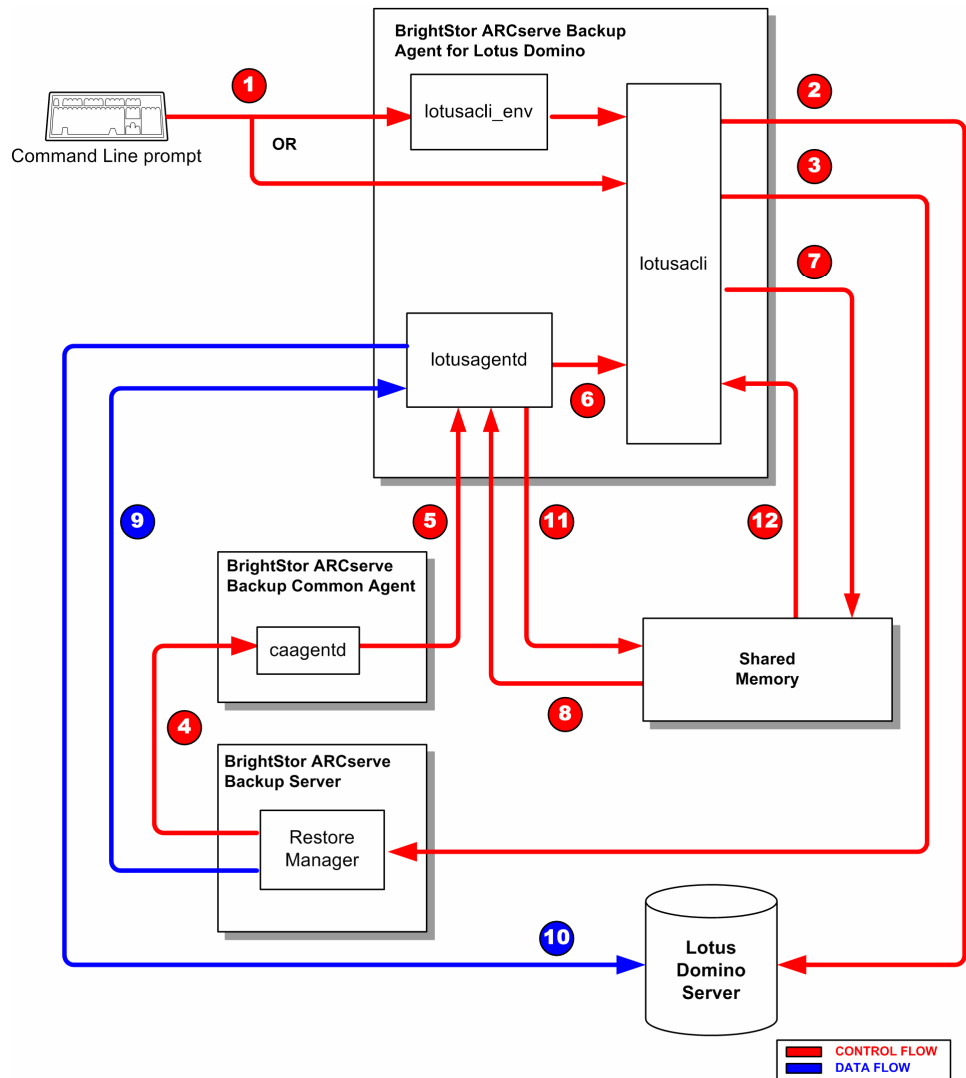 BrightStor ARCserve Backup
Agent for Lotus Domino
1
2
lotusacli_env
Command Line prompt
OR
3
lotusacli
7
lotusagentd
6
9
5
11
12
BrightStor ARCserve
Backup Common Agent
caagentd
Shared
Memory
4
8
BrightStor ARCserve
Backup Server
Restore
Manager
10
Lotus
Domino
Server
CONTROL FLOW
DATA FLOW